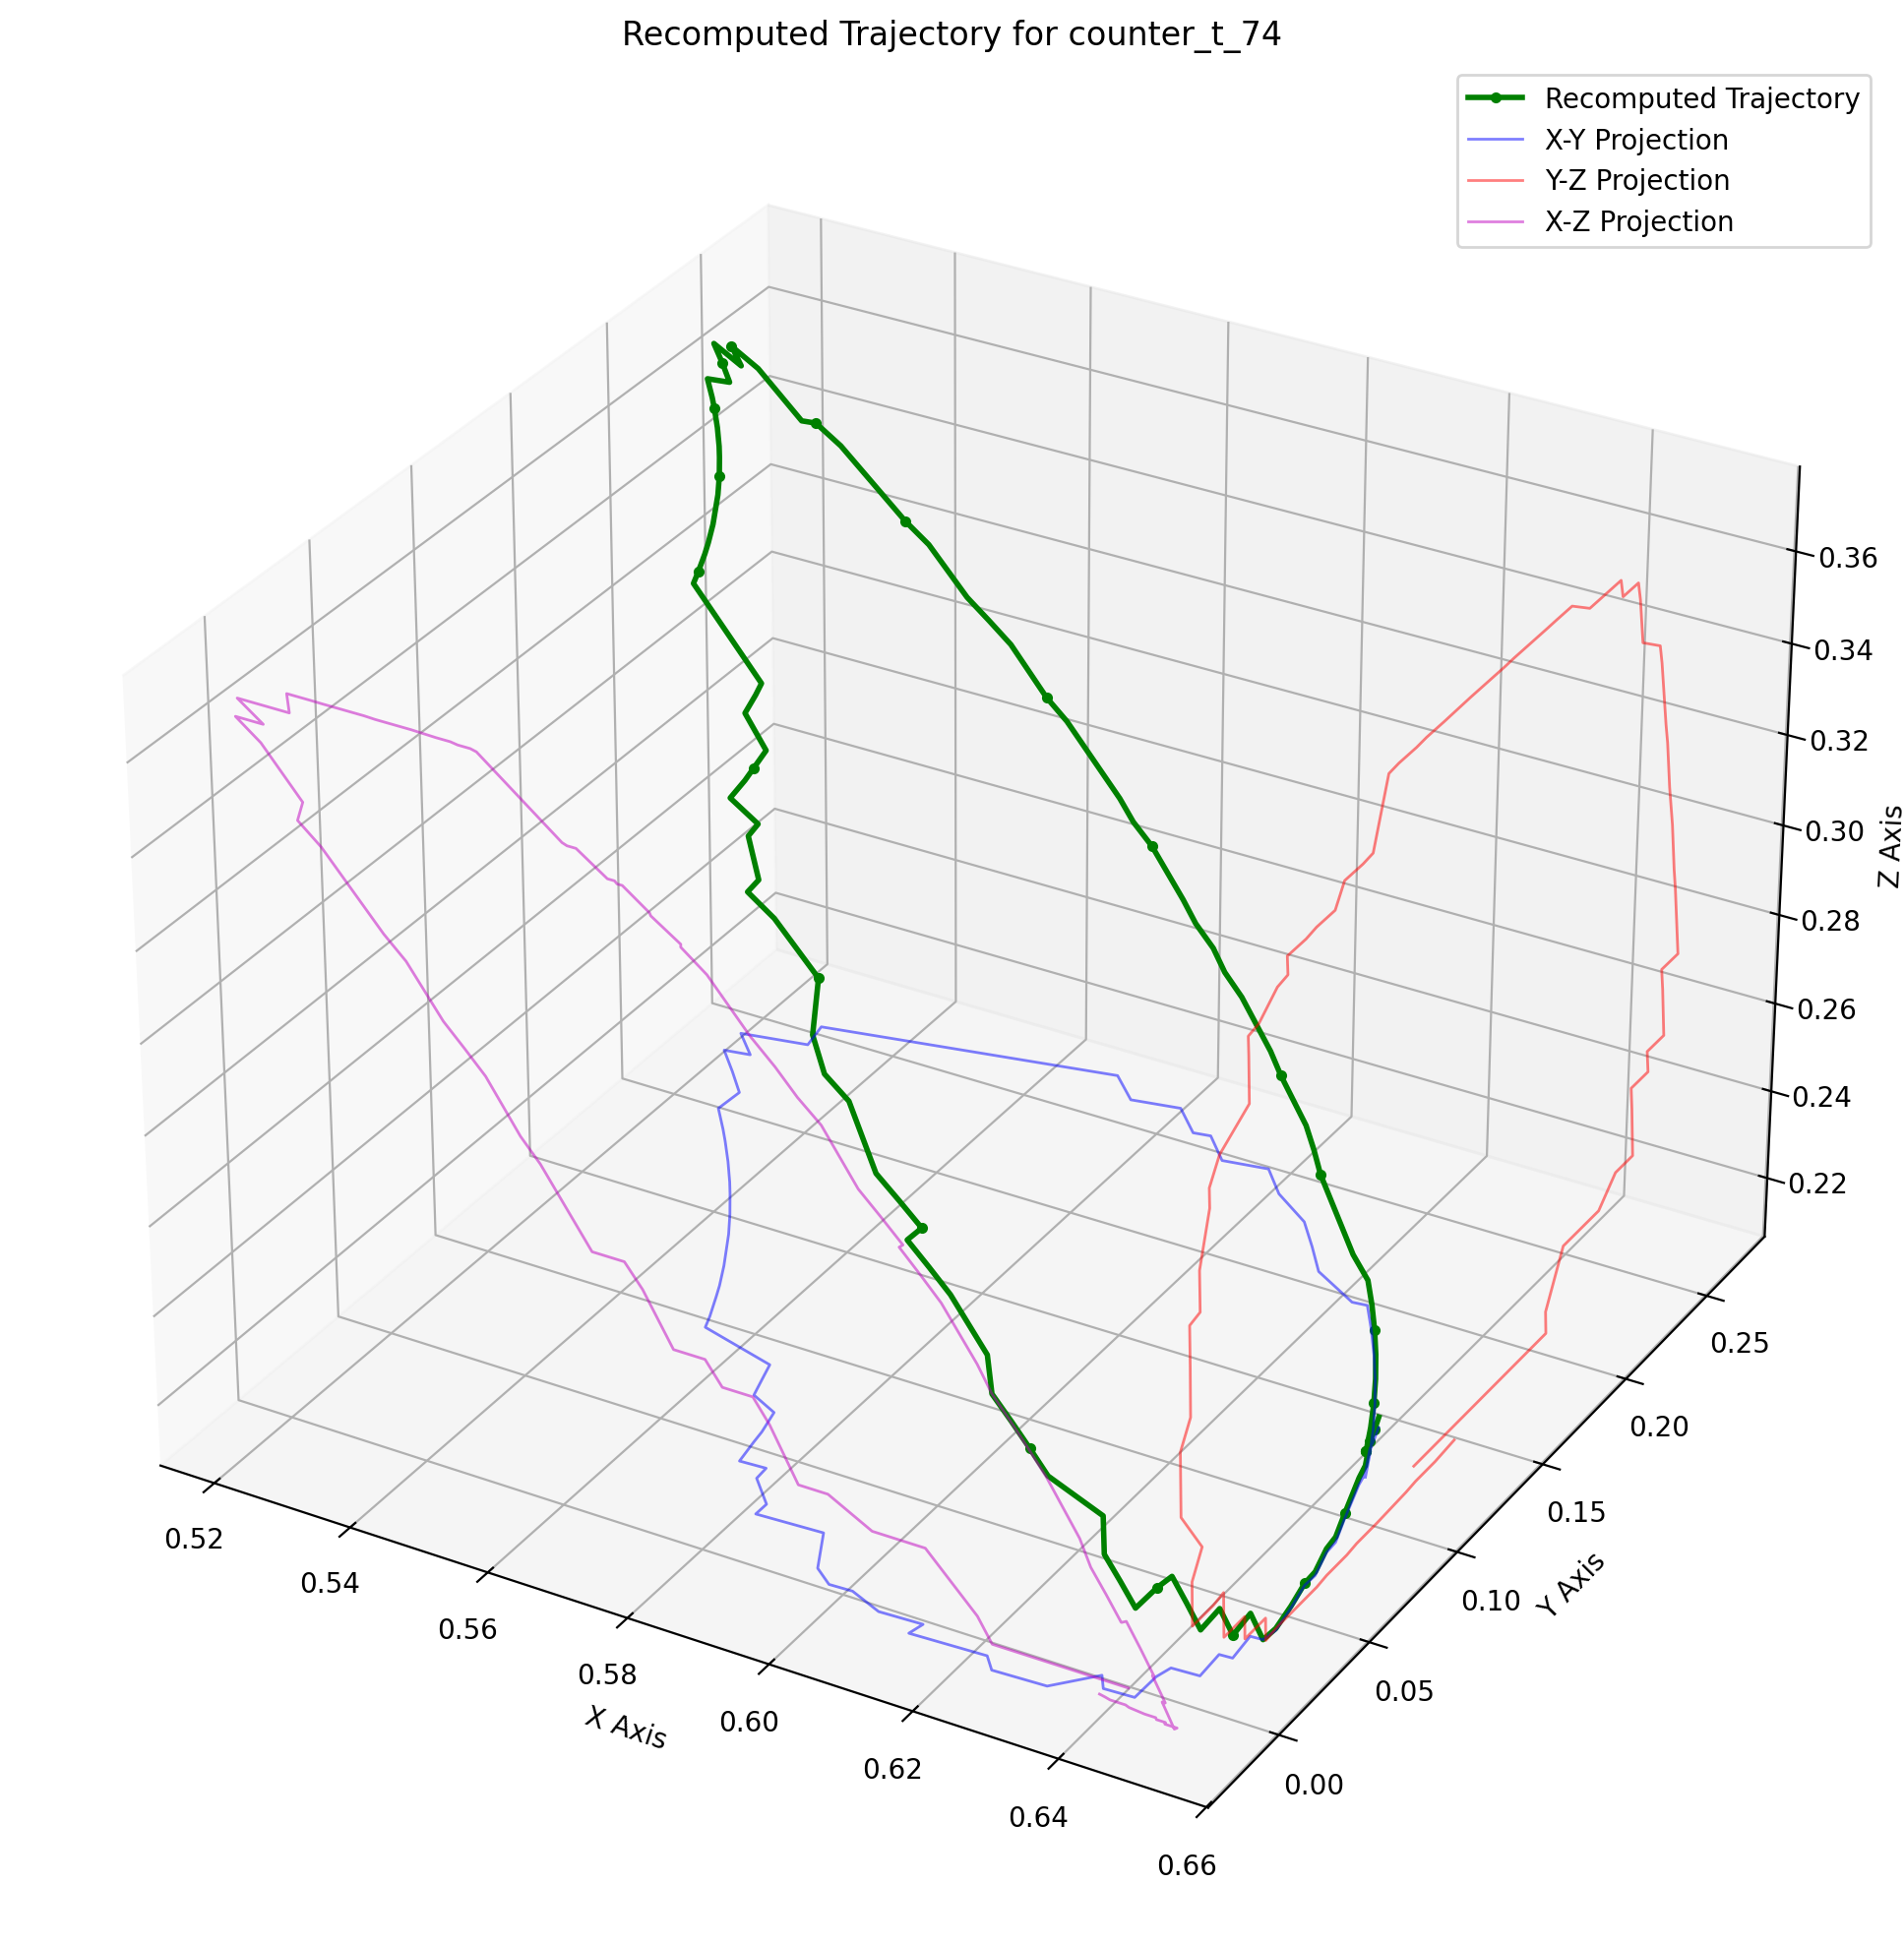 Recomputed Trajectory for counter_t_74
Recomputed Trajectory
X-Y Projection
Y-Z Projection
X-Z Projection
0.36
0.34
0.32
0.30
0.28
0.26
0.24
0.22
Z Axis
0.25
0.20
0.15
0.10
0.05
0.00
Y Axis
0.52
0.54
0.56
0.58
0.60
0.62
0.64
0.66
X Axis